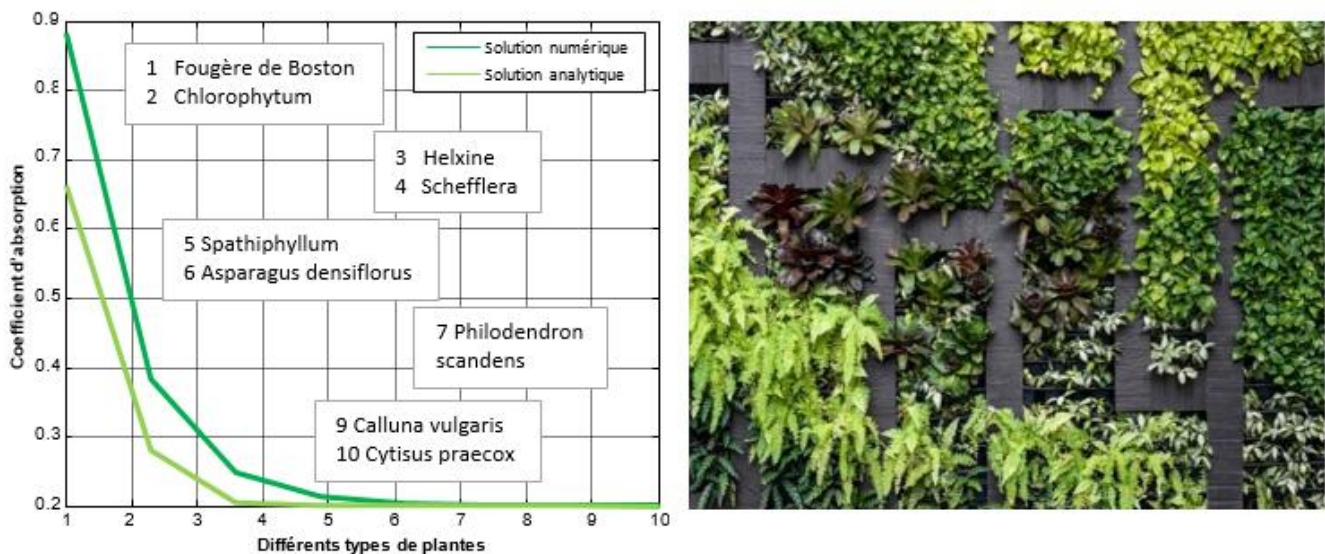 0.9
0.8
0.7
0.6
0.5
0.4
0.3
0.2
Coefficient d'absorption
1 Fougère de Boston
2 Chlorophytum
Solution numérique
Solution analytique
3 Helxine
4 Schefflera
5 Spathiphyllum
6 Asparagus densiflorus
7 Philodendron
scandens
9 Calluna vulgaris
10 Cytisus praecox
1 2 3 4 5 6 7 8 9 10
Différents types de plantes